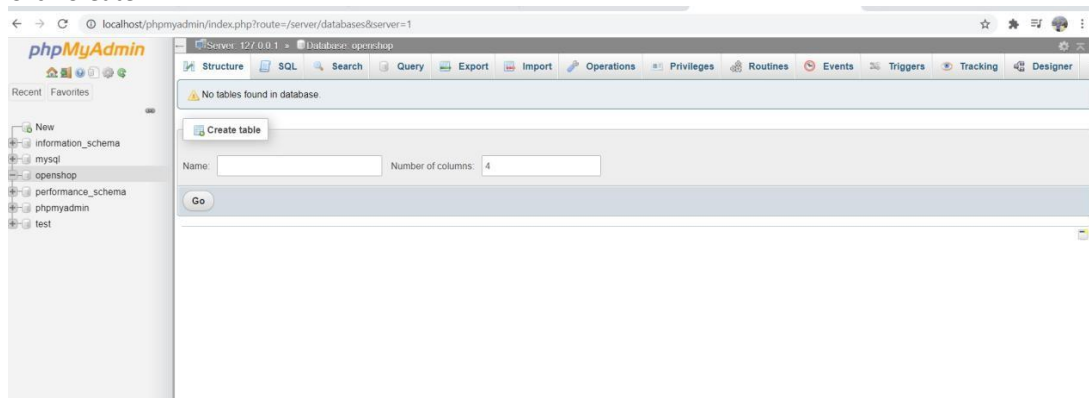 localhost/phpmyadmin/index.php?route=/server/databases&server=1
phpMyAdmin
Recent Favorites
New
information_schema
mysql
openshop
performance_schema
phpmyadmin
test
Server: 127.0.0.1 » Database: openshop
Structure SQL Search Query Export Import Operations Privileges Routines Events Triggers Tracking Designer
No tables found in database.
Create table
Name: Number of columns: 4
Go